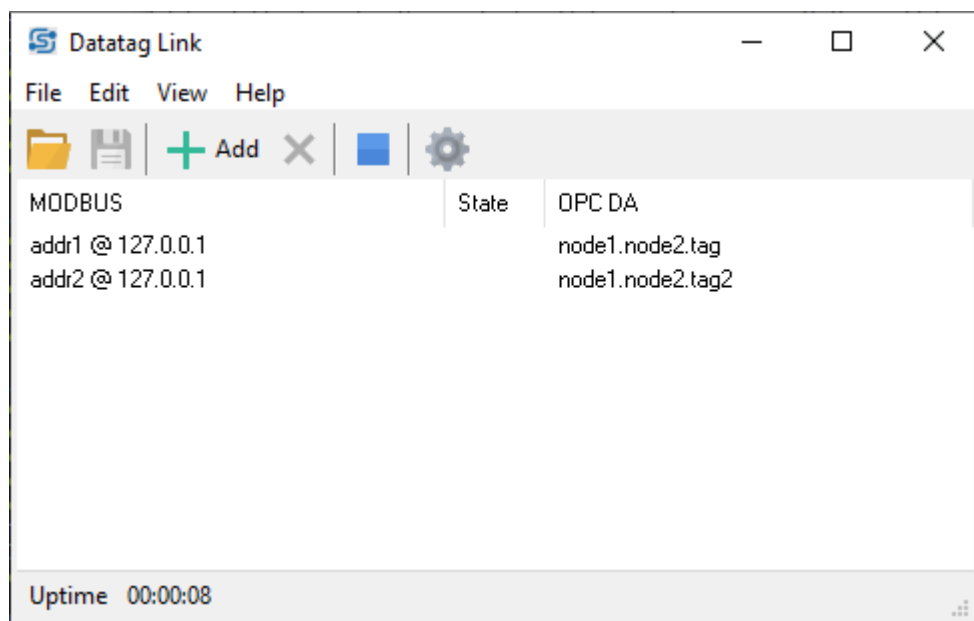 Datatag Link
File Edit View Help
Add
MODBUS State OPC DA
addr1 @ 127.0.0.1 node1.node2.tag
addr2 @ 127.0.0.1 node1.node2.tag2
Uptime 00:00:08